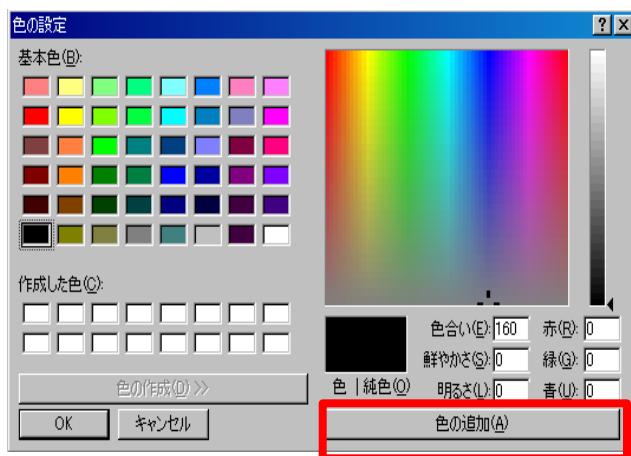 色の設定
基本色(B):
作成した色(C):
色の作成(D) >>
OK キャンセル
色 | 純色(O)
色合い(E): 160 赤(R): 0
鮮やかさ(S): 0 緑(G): 0
明るさ(L): 0 青(U): 0
色の追加(A)